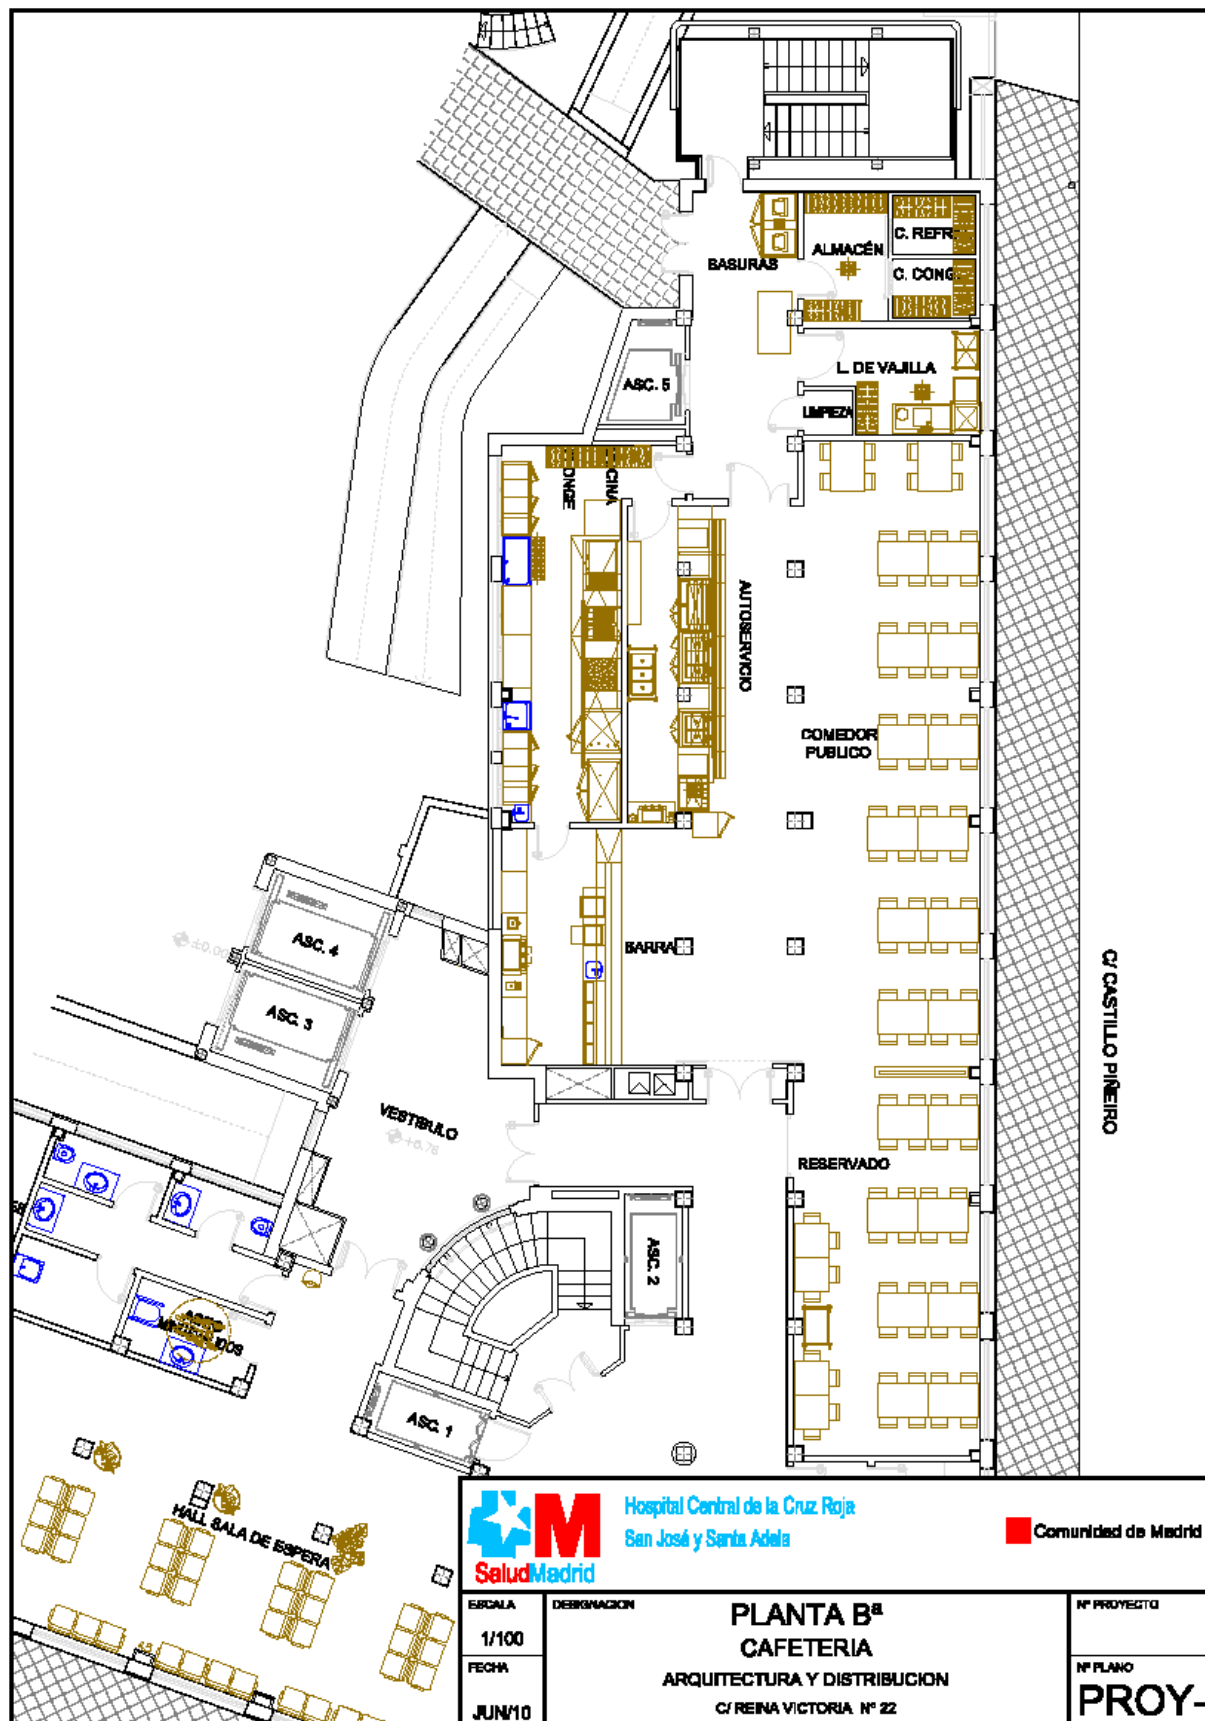 BASURAS
ALMACÉN
C. REFR.
C. CONG.
L. DE VAJILLA
LIMPIEZA
ASC. 5
AUTOSERVICIO
COMEDOR
PUBLICO
BARRA
ASC. 4
±0.00
ASC. 3
VESTIBULO
RESERVADO
ASC. 2
ASC. 1
HALL SALA DE ESPERA
C/ CASTILLO PIÑEIRO
SaludMadrid
Hospital Central de la Cruz Roja
San José y Santa Adela
Comunidad de Madrid
ESCALA
1/100
FECHA
JUN/10
DESIGNACION
PLANTA Bª
CAFETERIA
ARQUITECTURA Y DISTRIBUCION
C/ REINA VICTORIA Nº 22
Nº PROYECTO
Nº PLANO
PROY-